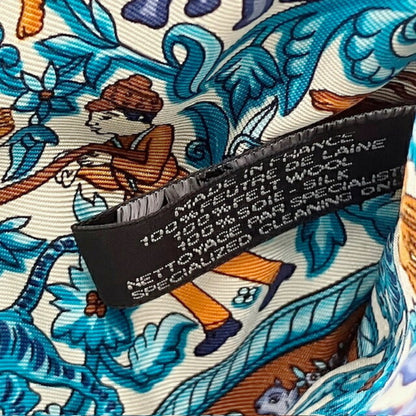 MADE IN FRANCE
100% FEUTRE DE LAINE
100% FELT WOOL
100% SOIE - SILK
NETTOYAGE PAR SPECIALISTE
SPECIALIZED CLEANING ONLY